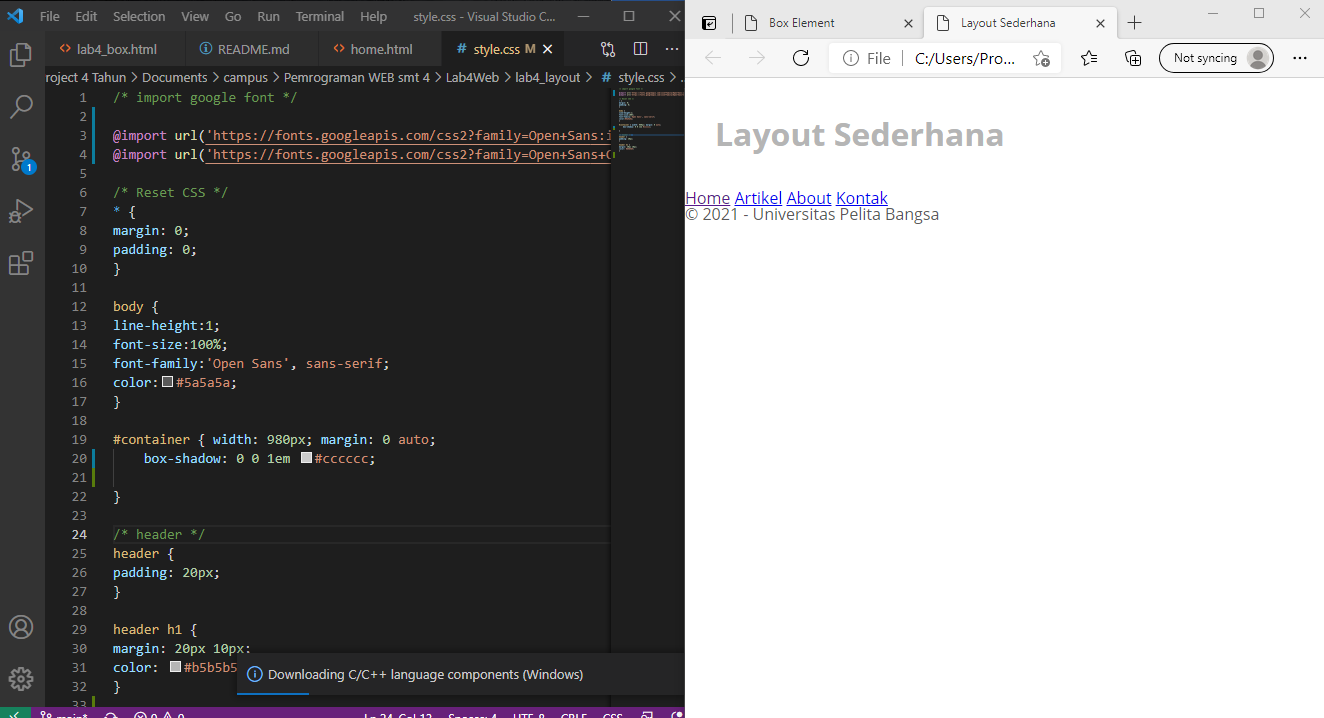 File Edit Selection View Go Run Terminal Help style.css - Visual Studio C...
lab4_box.html README.md home.html # style.css M
roject 4 Tahun > Documents > campus > Pemrograman WEB smt 4 > Lab4Web > lab4_layout > # style.css > ..
1 /* import google font */
2
3 @import url('https://fonts.googleapis.com/css2?family=Open+Sans:i
4 @import url('https://fonts.googleapis.com/css2?family=Open+Sans+C
5
6 /* Reset CSS */
7 * {
8 margin: 0;
9 padding: 0;
10 }
11
12 body {
13 line-height:1;
14 font-size:100%;
15 font-family:'Open Sans', sans-serif;
16 color:#5a5a5a;
17 }
18
19 #container { width: 980px; margin: 0 auto;
20 box-shadow: 0 0 1em #cccccc;
21
22 }
23
24 /* header */
25 header {
26 padding: 20px;
27 }
28
29 header h1 {
30 margin: 20px 10px;
31 color: #b5b5b5
32 }
33
1
Downloading C/C++ language components (Windows)
main* 0 0 Ln 24, Col 13 Spaces: 4 UTF-8 CRLF CSS
Box Element Layout Sederhana
File C:/Users/Pro... Not syncing
Layout Sederhana
Home Artikel About Kontak
© 2021 - Universitas Pelita Bangsa